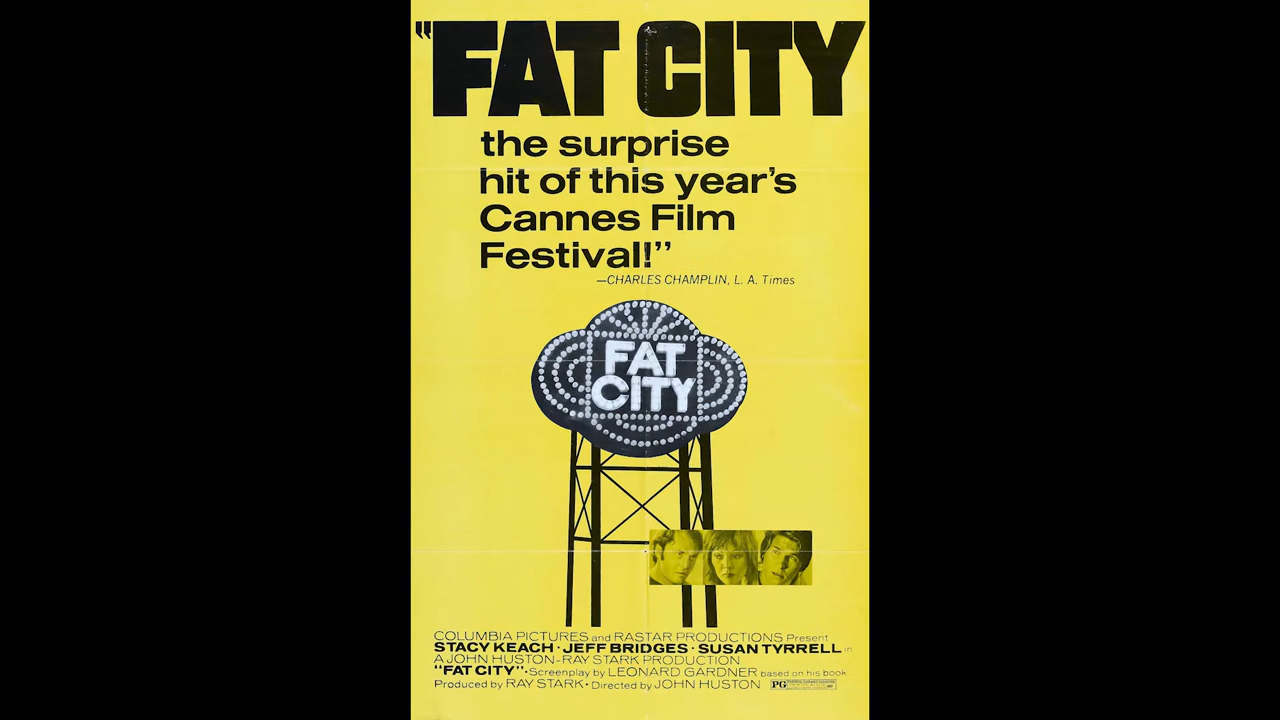 "FAT CITY
the surprise
hit of this year's
Cannes Film
Festival!"
—CHARLES CHAMPLIN, L. A. Times
FAT
CITY
COLUMBIA PICTURES and RASTAR PRODUCTIONS Present
STACY KEACH · JEFF BRIDGES · SUSAN TYRRELL in
A JOHN HUSTON-RAY STARK PRODUCTION
"FAT CITY" · Screenplay by LEONARD GARDNER based on his book
Produced by RAY STARK · Directed by JOHN HUSTON PG